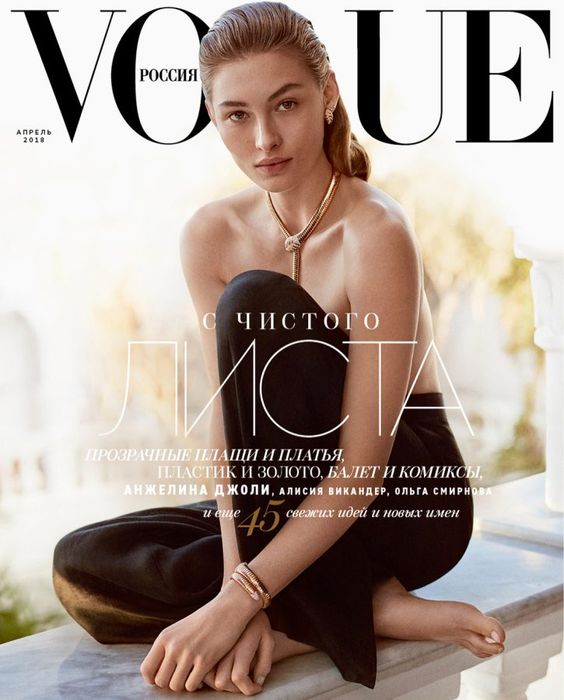 VOGUE
РОССИЯ
АПРЕЛЬ
2018
С ЧИСТОГО
ЛИСТА
ПРОЗРАЧНЫЕ ПЛАЩИ И ПЛАТЬЯ,
ПЛАСТИК И ЗОЛОТО, БАЛЕТ И КОМИКСЫ,
АНЖЕЛИНА ДЖОЛИ, АЛИСИЯ ВИКАНДЕР, ОЛЬГА СМИРНОВА
и еще 45 свежих идей и новых имен